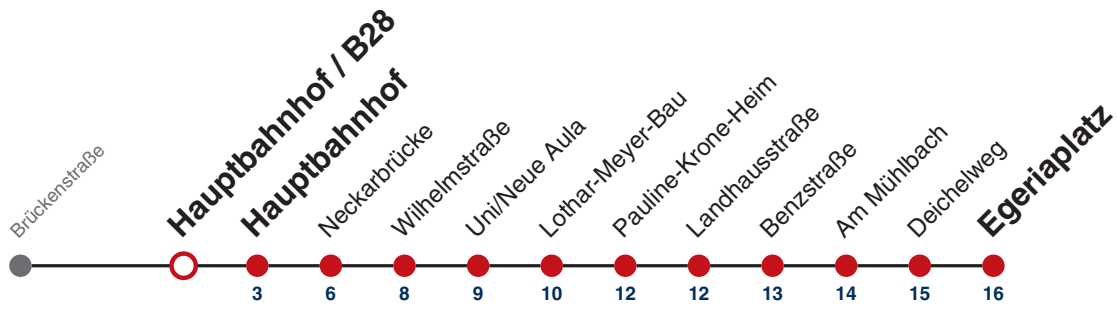 Brückenstraße
Hauptbahnhof / B28
Hauptbahnhof
Neckarbrücke
Wilhelmstraße
Uni/Neue Aula
Lothar-Meyer-Bau
Pauline-Krone-Heim
Landhausstraße
Benzstraße
Am Mühlbach
Deichelweg
Egeriaplatz
3 6 8 9 10 12 12 13 14 15 16